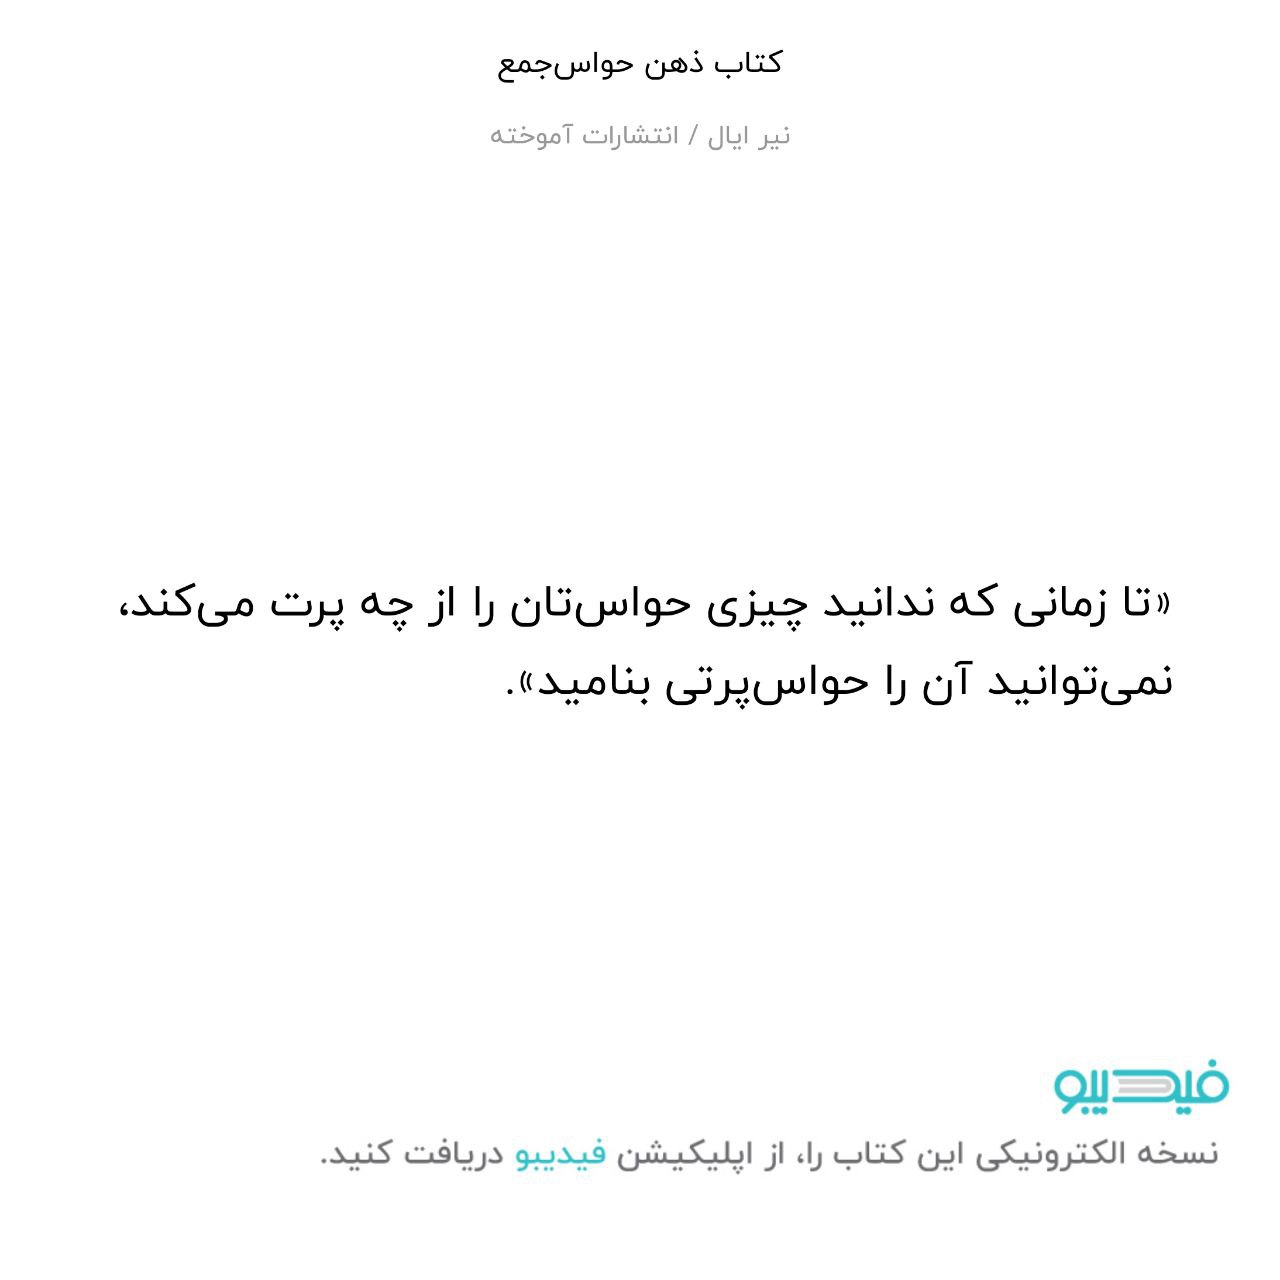 کتاب ذهن حواس‌جمع
نیر ایال / انتشارات آموخته
«تا زمانی که ندانید چیزی حواس‌تان را از چه پرت می‌کند،
نمی‌توانید آن را حواس‌پرتی بنامید».
فیدیبو
نسخه الکترونیکی این کتاب را، از اپلیکیشن فیدیبو دریافت کنید.